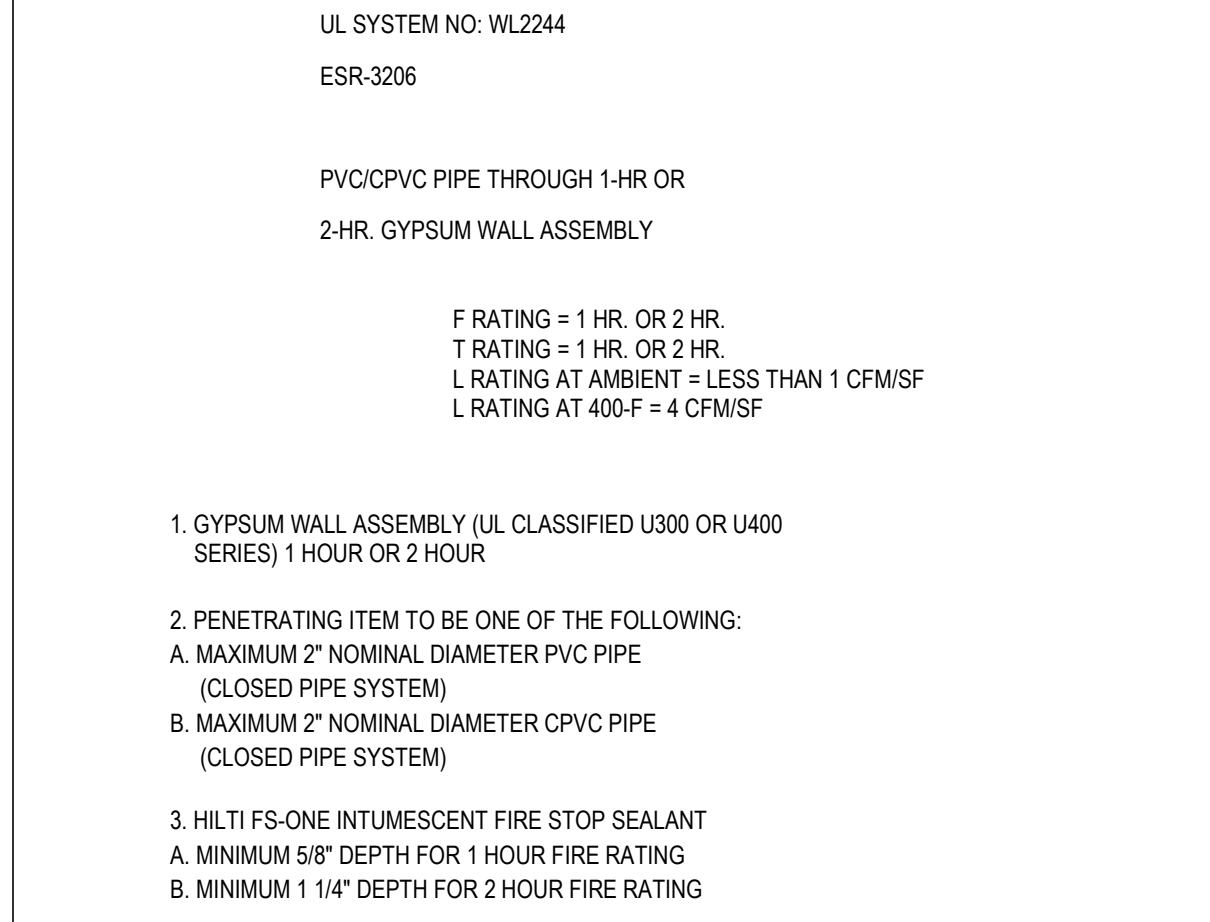 UL SYSTEM NO: WL2244
ESR-3206
PVC/CPVC PIPE THROUGH 1-HR OR
2-HR. GYPSUM WALL ASSEMBLY
F RATING = 1 HR. OR 2 HR.
T RATING = 1 HR. OR 2 HR.
L RATING AT AMBIENT = LESS THAN 1 CFM/SF
L RATING AT 400-F = 4 CFM/SF
1. GYPSUM WALL ASSEMBLY (UL CLASSIFIED U300 OR U400
SERIES) 1 HOUR OR 2 HOUR
2. PENETRATING ITEM TO BE ONE OF THE FOLLOWING:
A. MAXIMUM 2" NOMINAL DIAMETER PVC PIPE
(CLOSED PIPE SYSTEM)
B. MAXIMUM 2" NOMINAL DIAMETER CPVC PIPE
(CLOSED PIPE SYSTEM)
3. HILTI FS-ONE INTUMESCENT FIRE STOP SEALANT
A. MINIMUM 5/8" DEPTH FOR 1 HOUR FIRE RATING
B. MINIMUM 1 1/4" DEPTH FOR 2 HOUR FIRE RATING